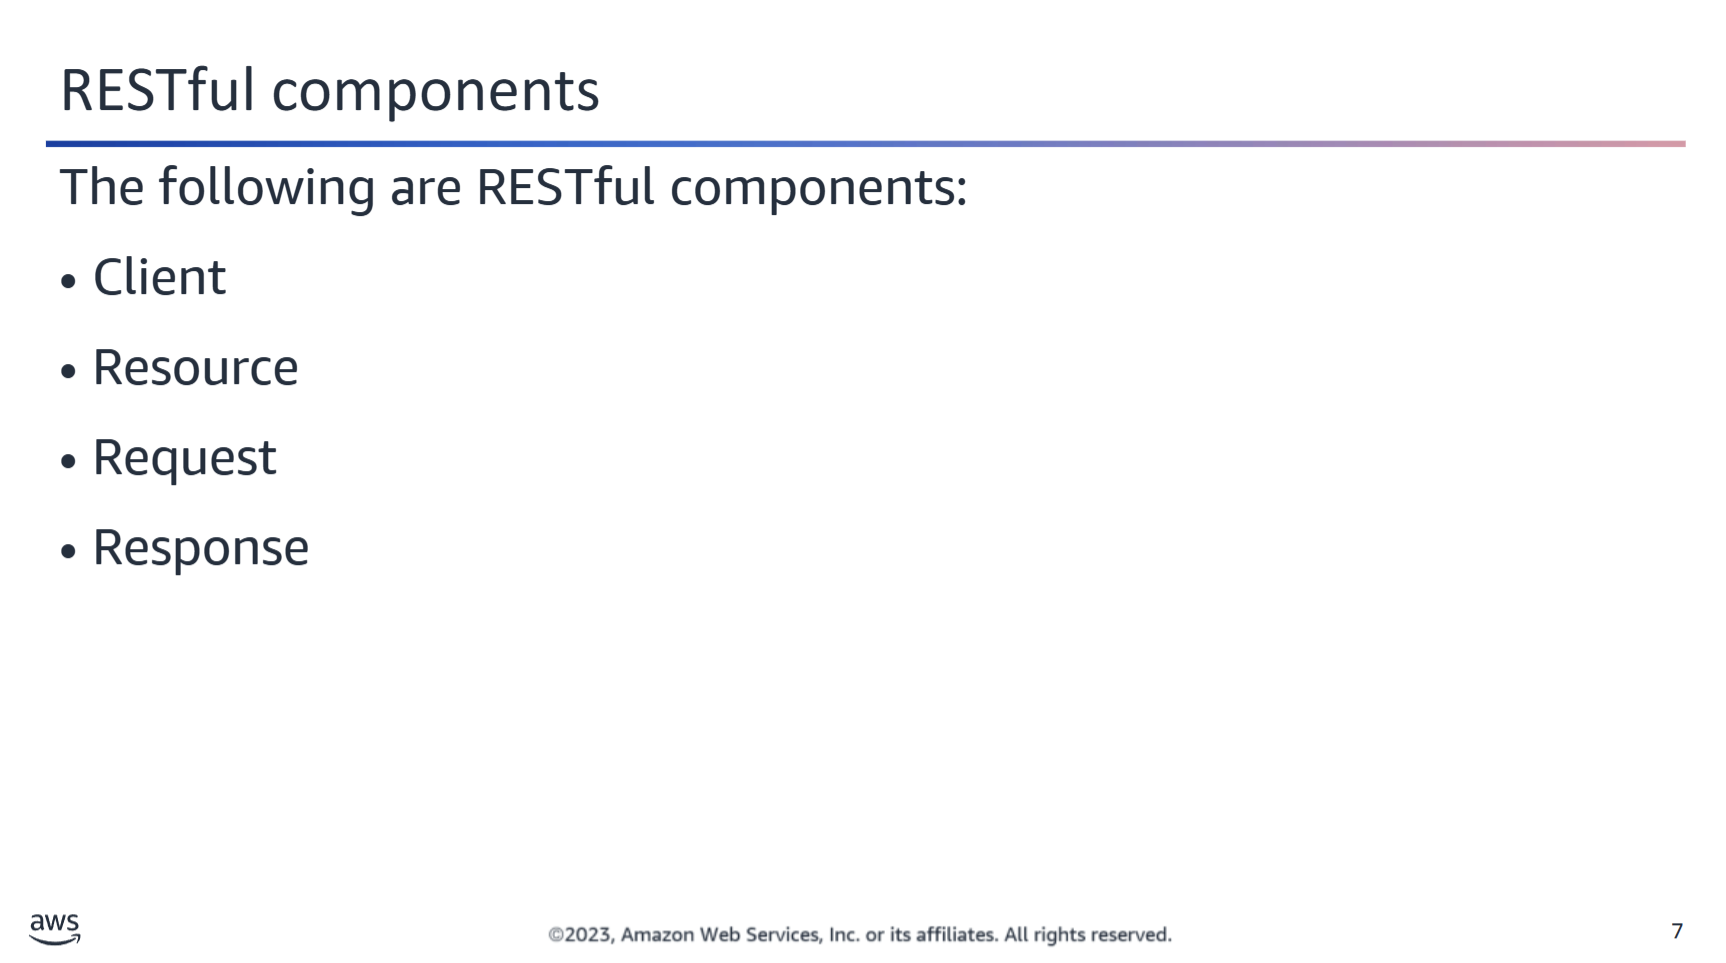 RESTful components
The following are RESTful components:
• Client
• Resource
• Request
• Response
aws
©2023, Amazon Web Services, Inc. or its affiliates. All rights reserved.
7